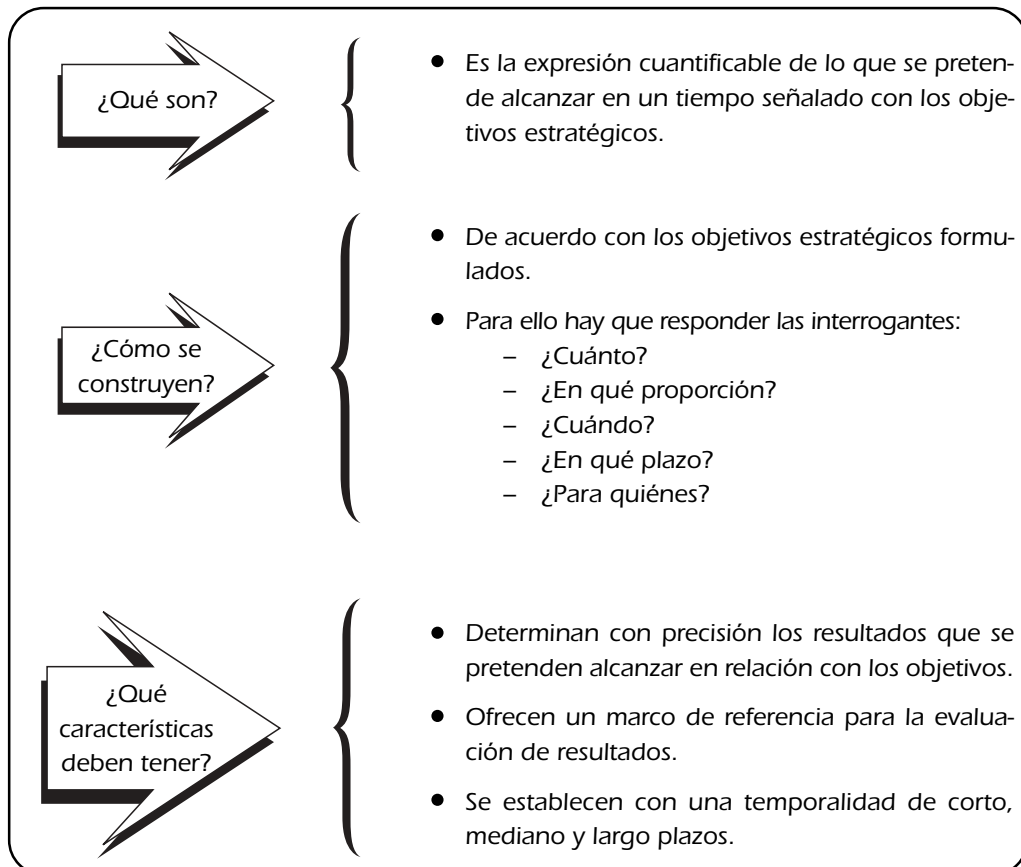 ¿Qué son?
• Es la expresión cuantificable de lo que se preten-
de alcanzar en un tiempo señalado con los obje-
tivos estratégicos.
¿Cómo se
construyen?
• De acuerdo con los objetivos estratégicos formu-
lados.
• Para ello hay que responder las interrogantes:
– ¿Cuánto?
– ¿En qué proporción?
– ¿Cuándo?
– ¿En qué plazo?
– ¿Para quiénes?
¿Qué
características
deben tener?
• Determinan con precisión los resultados que se
pretenden alcanzar en relación con los objetivos.
• Ofrecen un marco de referencia para la evalua-
ción de resultados.
• Se establecen con una temporalidad de corto,
mediano y largo plazos.